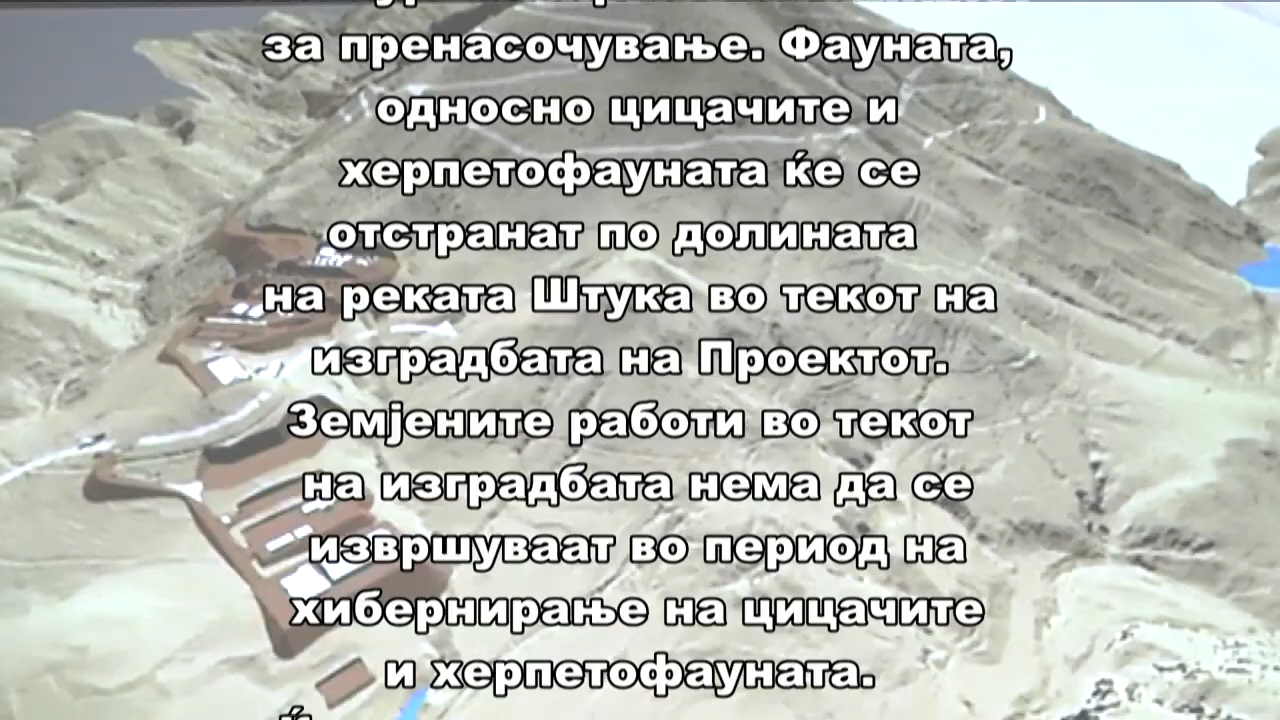 за пренасочување. Фауната,
односно цицачите и
херпетофауната ќе се
отстранат по долината
на реката Штука во текот на
изградбата на Проектот.
Земјените работи во текот
на изградбата нема да се
извршуваат во период на
хибернирање на цицачите
и херпетофауната.